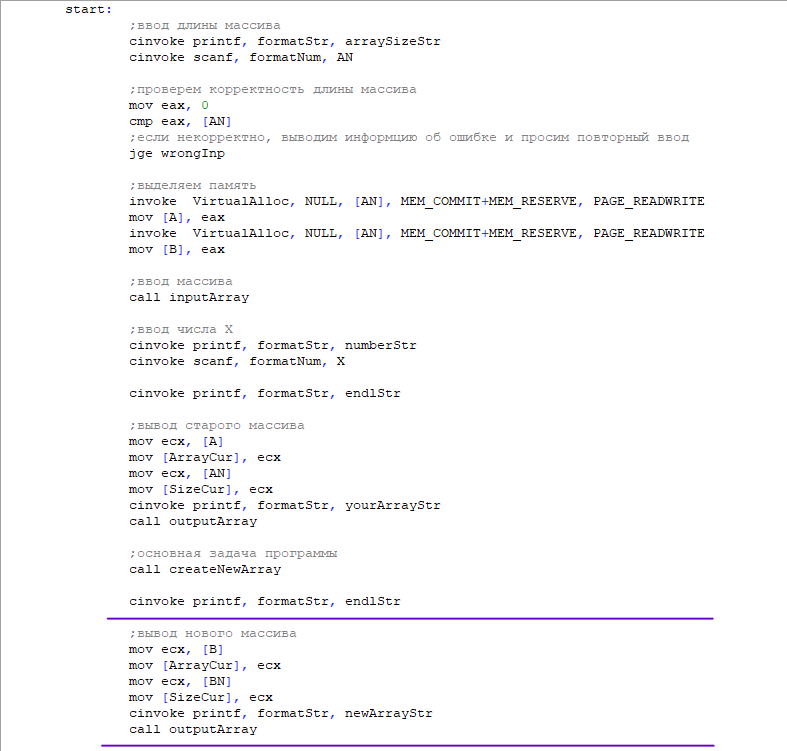 start:
;ввод длины массива
cinvoke printf, formatStr, arraySizeStr
cinvoke scanf, formatNum, AN
;проверем корректность длины массива
mov eax, 0
cmp eax, [AN]
;если некорректно, выводим информцию об ошибке и просим повторный ввод
jge wrongInp
;выделяем память
invoke  VirtualAlloc, NULL, [AN], MEM_COMMIT+MEM_RESERVE, PAGE_READWRITE
mov [A], eax
invoke  VirtualAlloc, NULL, [AN], MEM_COMMIT+MEM_RESERVE, PAGE_READWRITE
mov [B], eax
;ввод массива
call inputArray
;ввод числа X
cinvoke printf, formatStr, numberStr
cinvoke scanf, formatNum, X
cinvoke printf, formatStr, endlStr
;вывод старого массива
mov ecx, [A]
mov [ArrayCur], ecx
mov ecx, [AN]
mov [SizeCur], ecx
cinvoke printf, formatStr, yourArrayStr
call outputArray
;основная задача программы
call createNewArray
cinvoke printf, formatStr, endlStr
;вывод нового массива
mov ecx, [B]
mov [ArrayCur], ecx
mov ecx, [BN]
mov [SizeCur], ecx
cinvoke printf, formatStr, newArrayStr
call outputArray